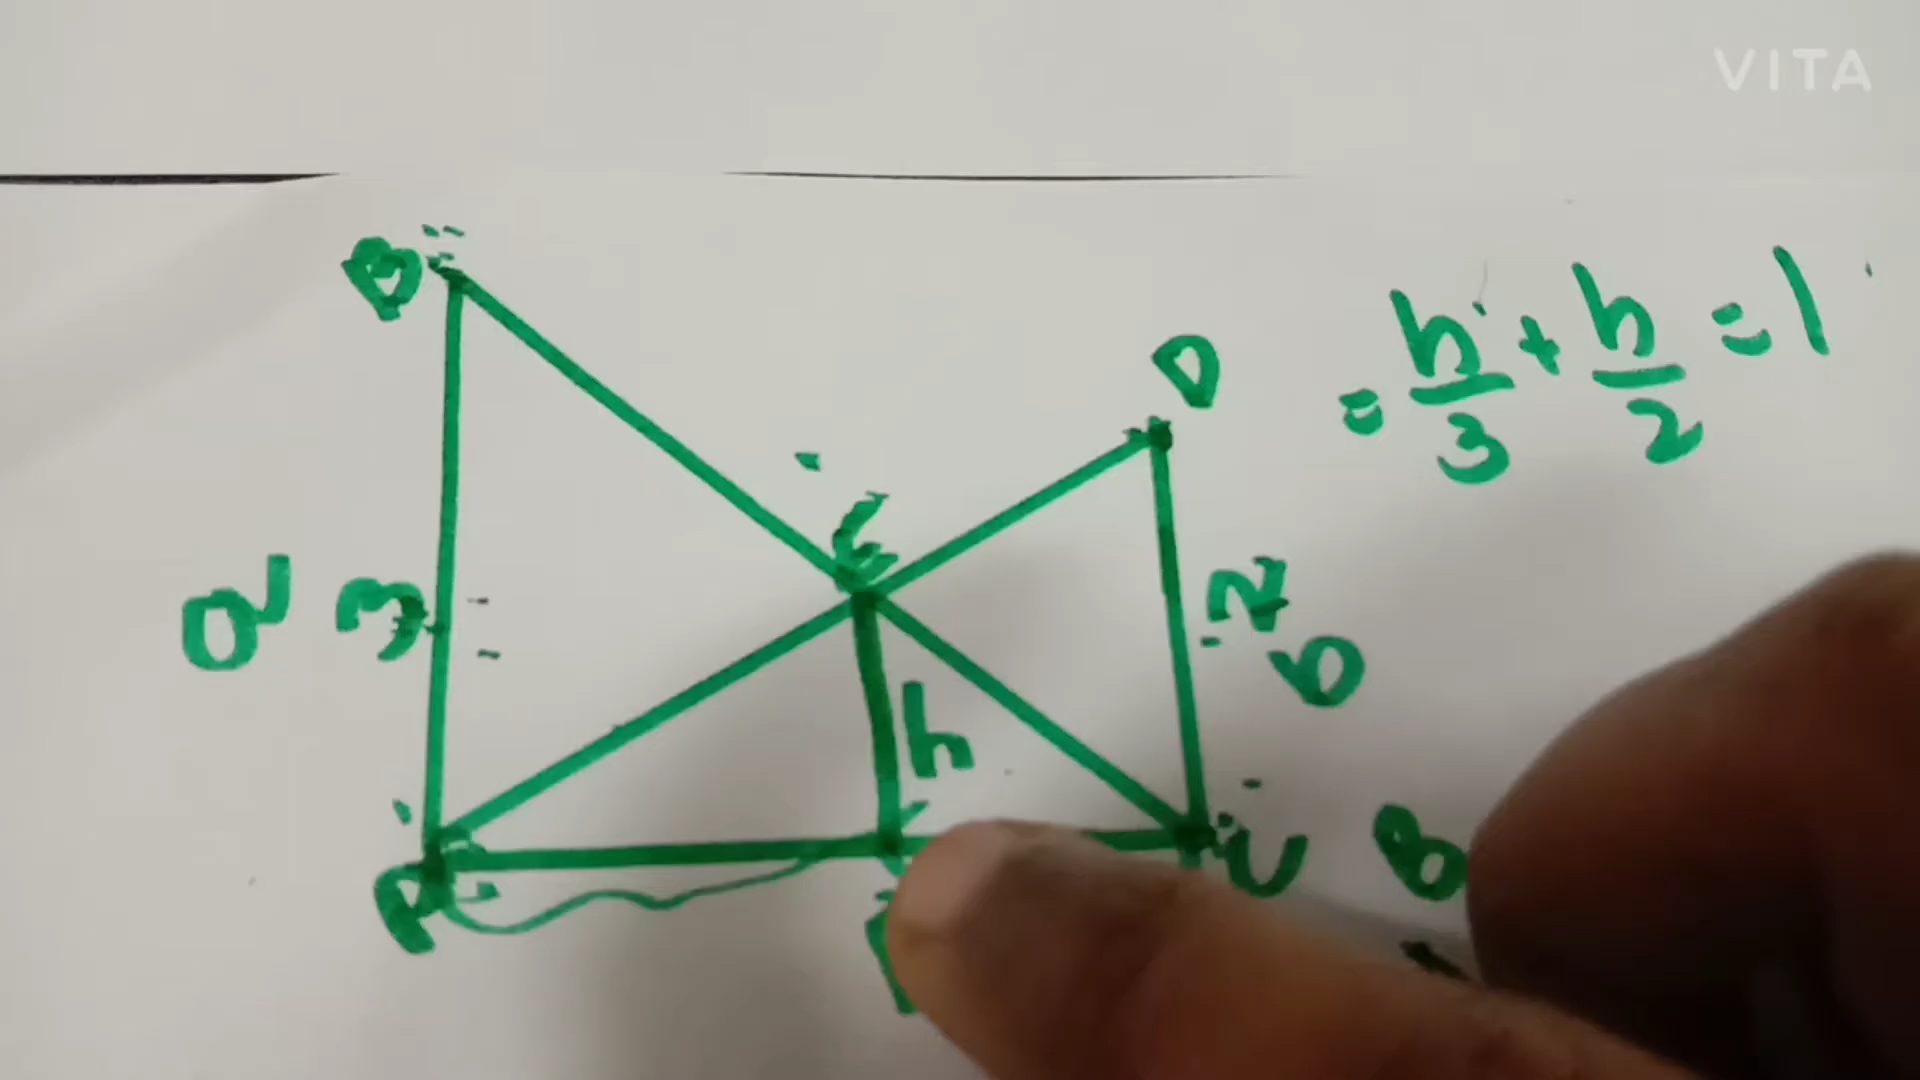 VITA
B
D
= h/3 + h/2 = 1
E
a 3
2
b
h
A
C